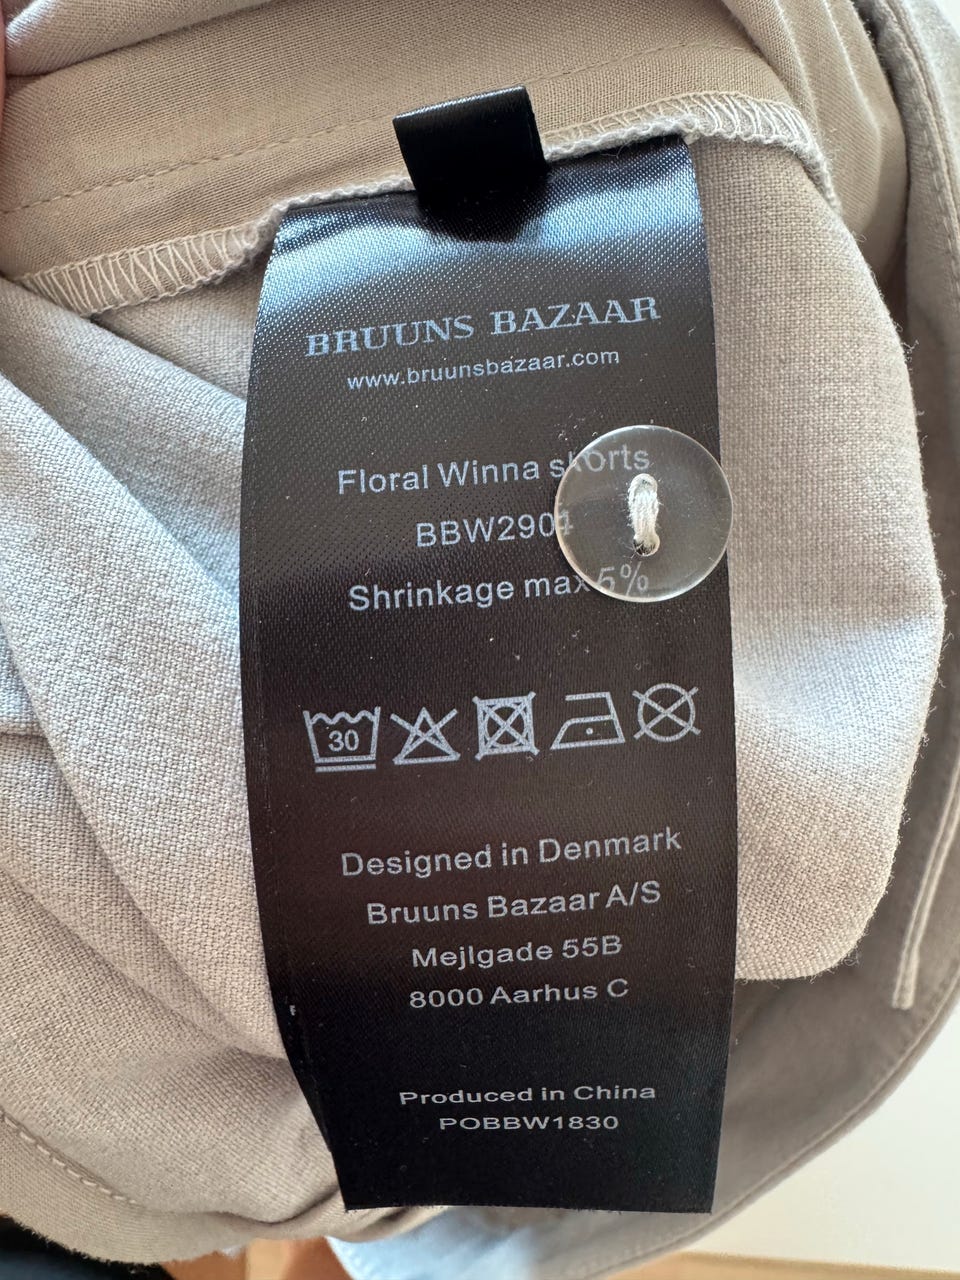 BRUUNS BAZAAR
www.bruunsbazaar.com
Floral Winna shorts
BBW2904
Shrinkage max 5%
30
Designed in Denmark
Bruuns Bazaar A/S
Mejlgade 55B
8000 Aarhus C
Produced in China
POBBW1830